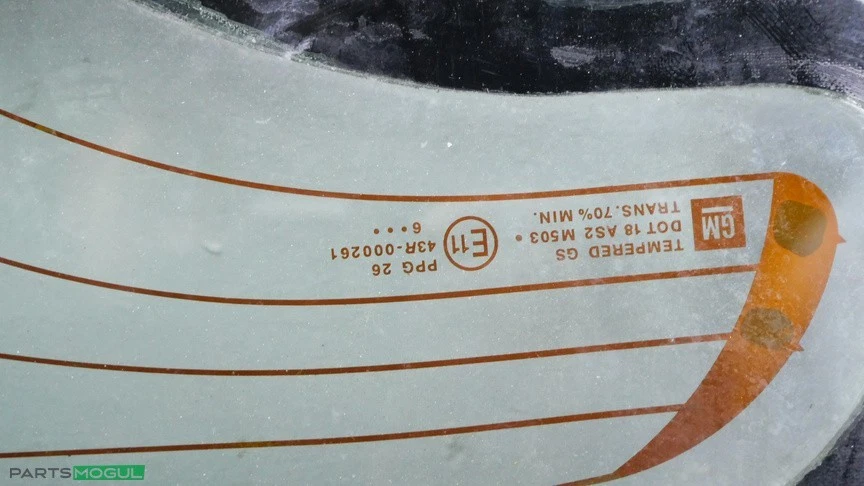 GM
TEMPERED GS
DOT 18 AS2 M503 •
TRANS.70% MIN.
E11
PPG 26
43R-000261
6 • • •
PARTSMOGUL